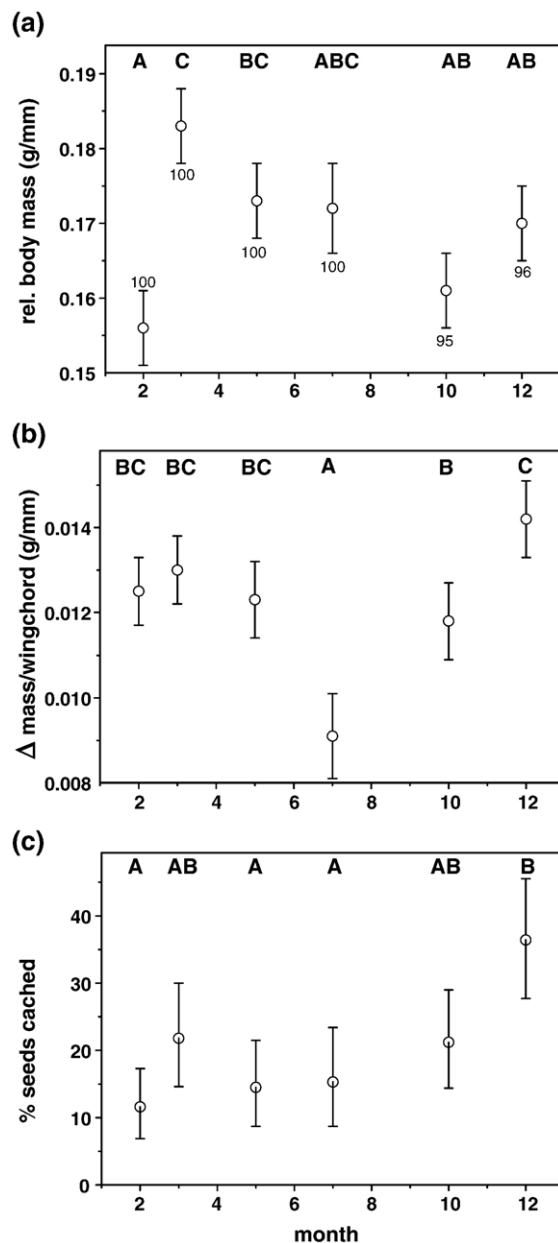 (a)
A C BC ABC AB AB
0.19
0.18
100
rel. body mass (g/mm)
0.17
100
100
100
96
0.16
95
0.15
2 4 6 8 10 12
(b)
BC BC BC A B C
0.014
Δ mass/wingchord (g/mm)
0.012
0.010
0.008
2 4 6 8 10 12
(c)
A AB A A AB B
40
30
% seeds cached
20
10
0
2 4 6 8 10 12
month